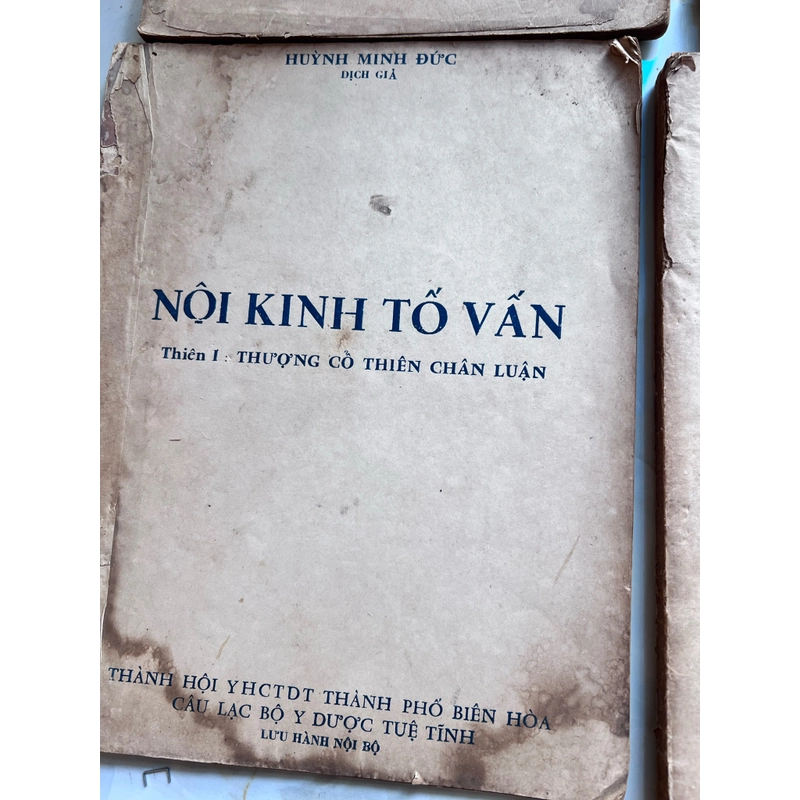 HUỲNH MINH ĐỨC
DỊCH GIẢ
NỘI KINH TỐ VẤN
Thiên I : THƯỢNG CỔ THIÊN CHÂN LUẬN
THÀNH HỘI YHCTDT THÀNH PHỐ BIÊN HÒA
CÂU LẠC BỘ Y DƯỢC TUỆ TĨNH
LƯU HÀNH NỘI BỘ